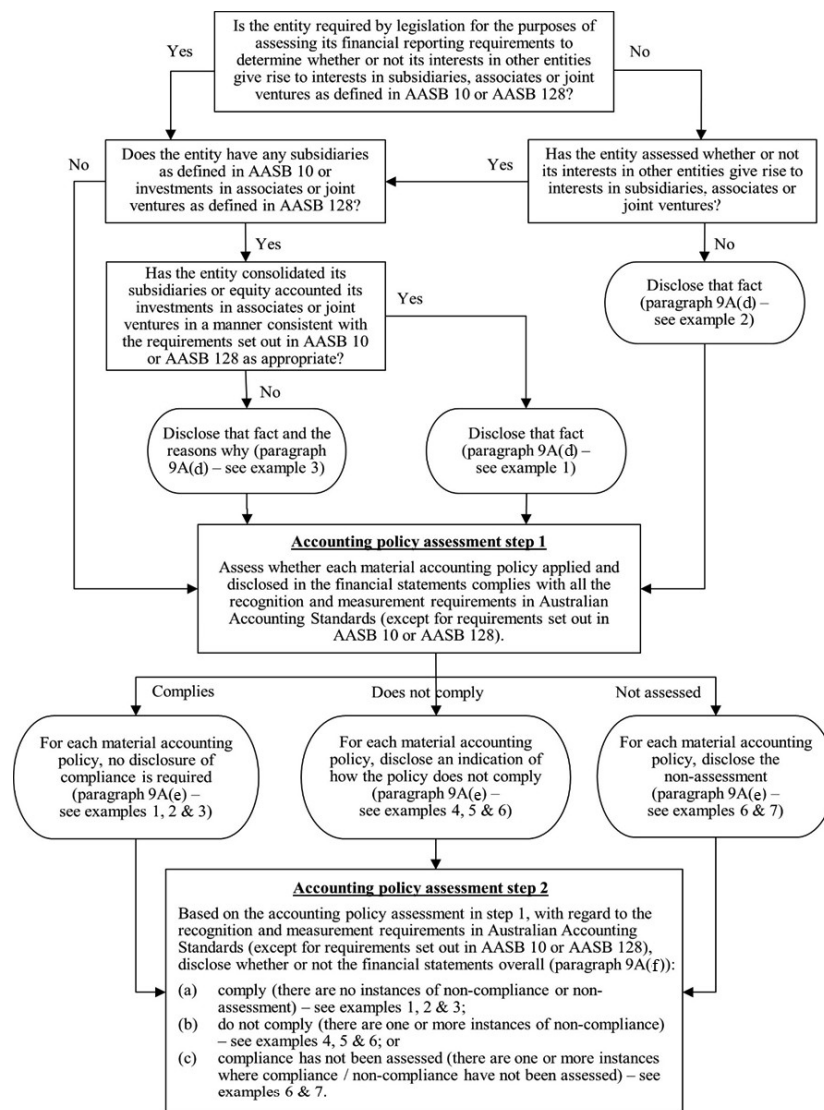 Is the entity required by legislation for the purposes of
assessing its financial reporting requirements to
determine whether or not its interests in other entities
give rise to interests in subsidiaries, associates or joint
ventures as defined in AASB 10 or AASB 128?
Yes
No
Does the entity have any subsidiaries
as defined in AASB 10 or
investments in associates or joint
ventures as defined in AASB 128?
No
Yes
Has the entity assessed whether or not
its interests in other entities give rise to
interests in subsidiaries, associates or
joint ventures?
Yes
No
Has the entity consolidated its
subsidiaries or equity accounted its
investments in associates or joint
ventures in a manner consistent with
the requirements set out in AASB 10
or AASB 128 as appropriate?
Yes
Disclose that fact
(paragraph 9A(d) –
see example 2)
No
Disclose that fact and the
reasons why (paragraph
9A(d) – see example 3)
Disclose that fact
(paragraph 9A(d) –
see example 1)
Accounting policy assessment step 1
Assess whether each material accounting policy applied and
disclosed in the financial statements complies with all the
recognition and measurement requirements in Australian
Accounting Standards (except for requirements set out in
AASB 10 or AASB 128).
Complies
Does not comply
Not assessed
For each material accounting
policy, no disclosure of
compliance is required
(paragraph 9A(e) –
see examples 1, 2 & 3)
For each material accounting
policy, disclose an indication of
how the policy does not comply
(paragraph 9A(e) –
see examples 4, 5 & 6)
For each material accounting
policy, disclose the
non-assessment
(paragraph 9A(e) –
see examples 6 & 7)
Accounting policy assessment step 2
Based on the accounting policy assessment in step 1, with regard to the
recognition and measurement requirements in Australian Accounting
Standards (except for requirements set out in AASB 10 or AASB 128),
disclose whether or not the financial statements overall (paragraph 9A(f)):
(a) comply (there are no instances of non-compliance or non-
assessment) – see examples 1, 2 & 3;
(b) do not comply (there are one or more instances of non-compliance)
– see examples 4, 5 & 6; or
(c) compliance has not been assessed (there are one or more instances
where compliance / non-compliance have not been assessed) – see
examples 6 & 7.